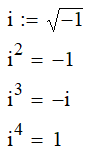 i := √−1
i² = −1
i³ = −i
i⁴ = 1